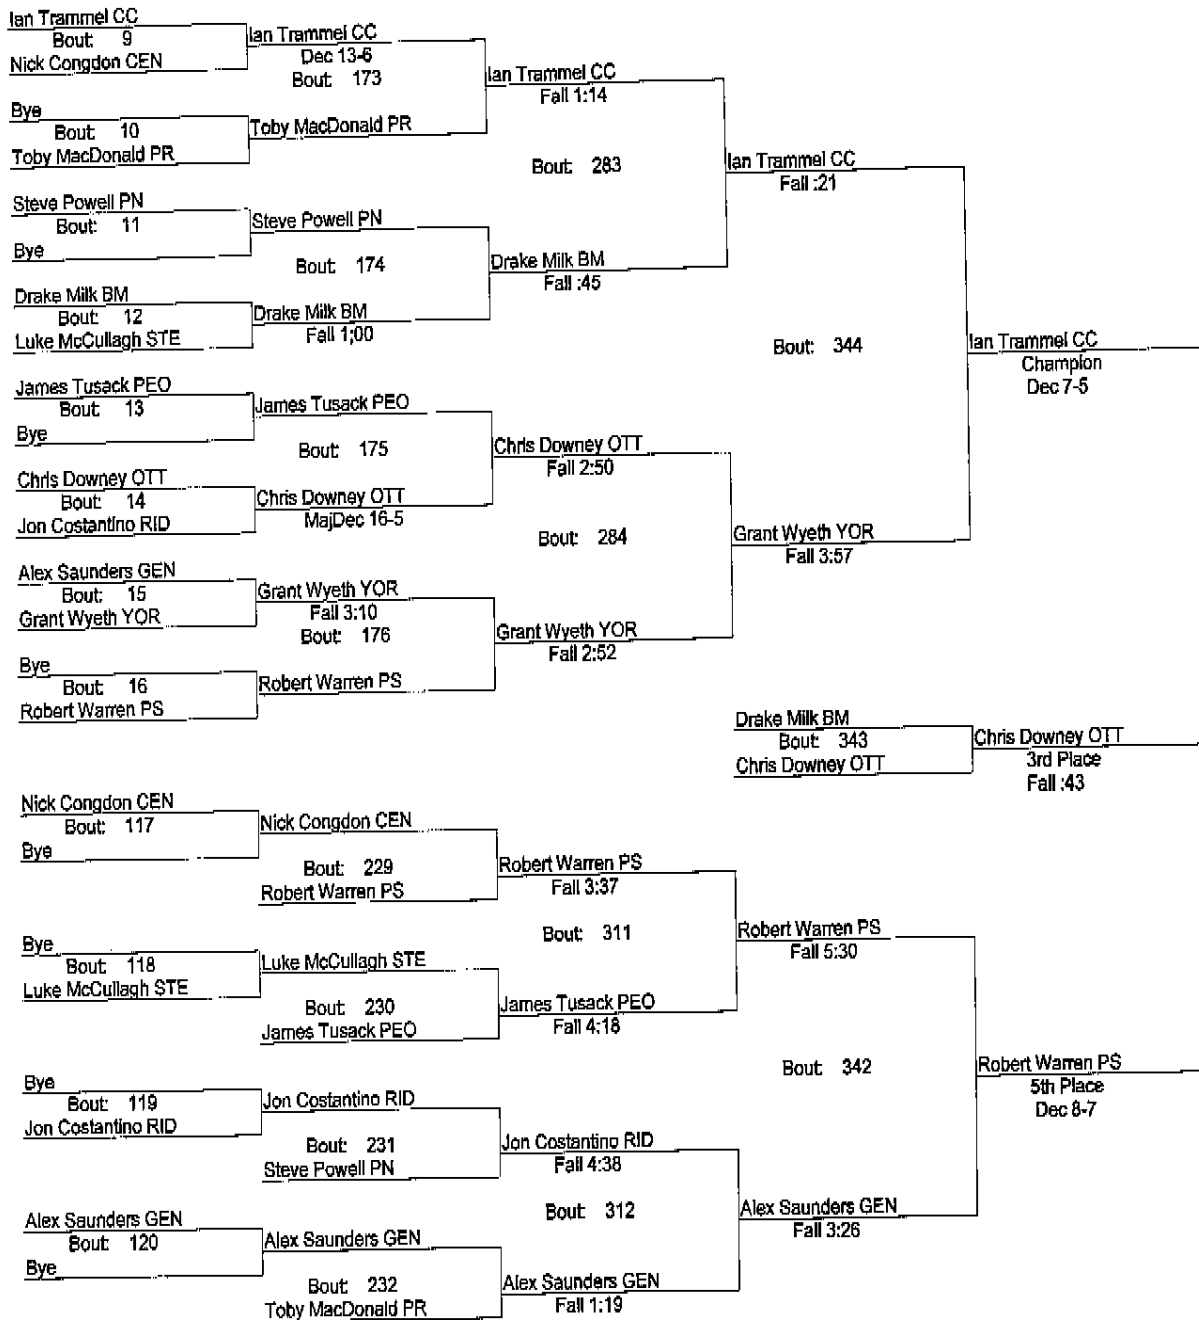 Ian Trammel CC
Bout: 9
Nick Congdon CEN
Ian Trammel CC
Dec 13-6
Bout: 173
Bye
Bout: 10
Toby MacDonald PR
Toby MacDonald PR
Ian Trammel CC
Fall 1:14
Bout: 283
Steve Powell PN
Bout: 11
Bye
Steve Powell PN
Bout: 174
Drake Milk BM
Bout: 12
Luke McCullagh STE
Drake Milk BM
Fall 1;00
Drake Milk BM
Fall :45
Ian Trammel CC
Fall :21
Bout: 344
James Tusack PEO
Bout: 13
Bye
James Tusack PEO
Bout: 175
Chris Downey OTT
Bout: 14
Jon Costantino RID
Chris Downey OTT
MajDec 16-5
Chris Downey OTT
Fall 2:50
Bout: 284
Alex Saunders GEN
Bout: 15
Grant Wyeth YOR
Grant Wyeth YOR
Fall 3:10
Bout: 176
Bye
Bout: 16
Robert Warren PS
Robert Warren PS
Grant Wyeth YOR
Fall 2:52
Grant Wyeth YOR
Fall 3:57
Ian Trammel CC
Champion
Dec 7-5
Drake Milk BM
Bout: 343
Chris Downey OTT
Chris Downey OTT
3rd Place
Fall :43
Nick Congdon CEN
Bout: 117
Bye
Nick Congdon CEN
Bout: 229
Robert Warren PS
Robert Warren PS
Fall 3:37
Bout: 311
Bye
Bout: 118
Luke McCullagh STE
Luke McCullagh STE
Bout: 230
James Tusack PEO
James Tusack PEO
Fall 4:18
Robert Warren PS
Fall 5:30
Bout: 342
Bye
Bout: 119
Jon Costantino RID
Jon Costantino RID
Bout: 231
Steve Powell PN
Jon Costantino RID
Fall 4:38
Bout: 312
Alex Saunders GEN
Bout: 120
Bye
Alex Saunders GEN
Bout: 232
Toby MacDonald PR
Alex Saunders GEN
Fall 1:19
Alex Saunders GEN
Fall 3:26
Robert Warren PS
5th Place
Dec 8-7